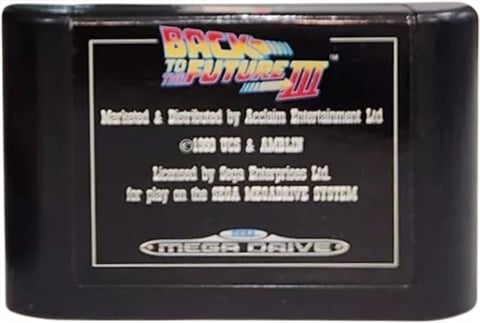 BACK TO THE FUTURE III ™
Marketed & Distributed by Acclaim Entertainment Ltd
©1990 UCS & AMBLIN
Licensed by Sega Enterprises Ltd.
for play on the SEGA MEGADRIVE SYSTEM
SEGA
MEGA DRIVE